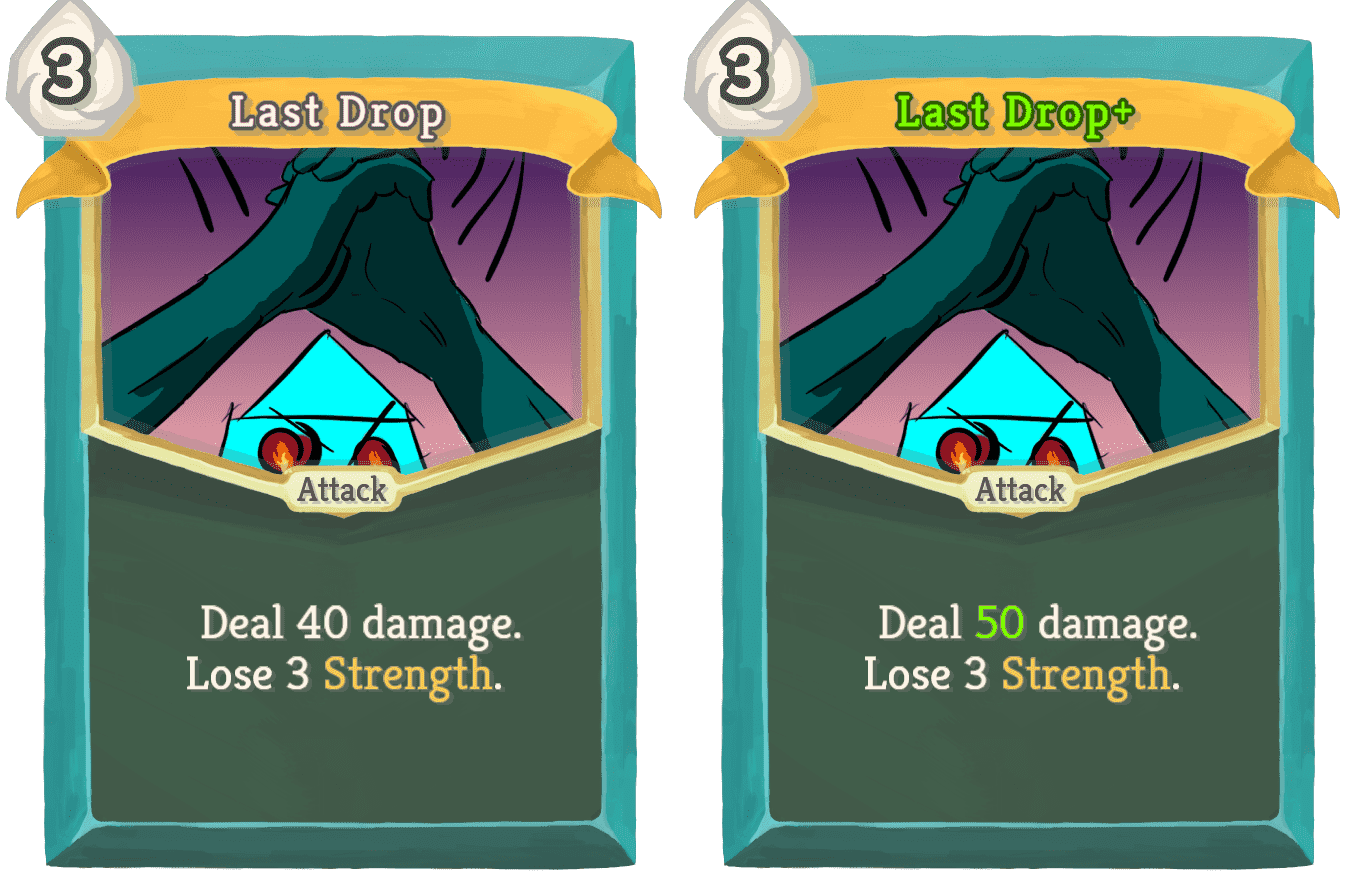 3
Last Drop
Attack
Deal 40 damage.
Lose 3 Strength.
3
Last Drop+
Attack
Deal 50 damage.
Lose 3 Strength.